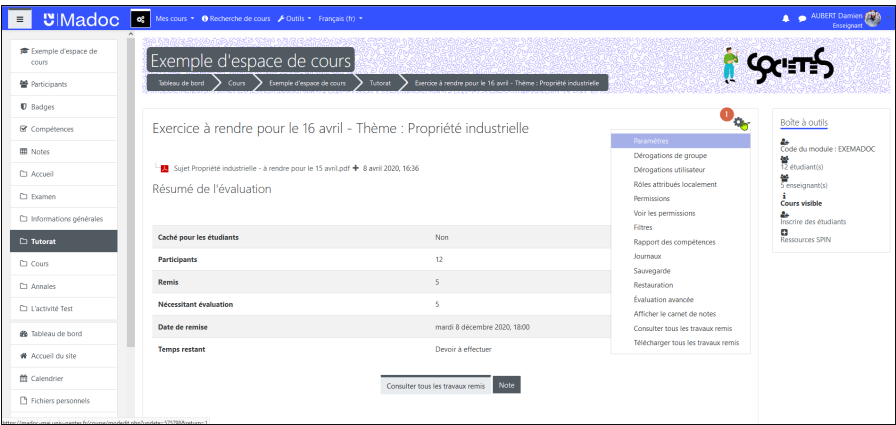 Madoc
Mes cours
Recherche de cours
Outils
Français (fr)
AUBERT Damien
Enseignant
Exemple d'espace de
cours
Participants
Badges
Compétences
Notes
Accueil
Examen
Informations générales
Tutorat
Cours
Annales
L'activité Test
Tableau de bord
Accueil du site
Calendrier
Fichiers personnels
Exemple d'espace de cours
Tableau de bord
Cours
Exemple d'espace de cours
Tutorat
Exercice à rendre pour le 16 avril - Thème : Propriété industrielle
SOCIETES
Exercice à rendre pour le 16 avril - Thème : Propriété industrielle
1
Sujet Propriété industrielle - à rendre pour le 15 avril.pdf
8 avril 2020, 16:36
Résumé de l'évaluation
Caché pour les étudiants Non
Participants 12
Remis 5
Nécessitant évaluation 5
Date de remise mardi 8 décembre 2020, 18:00
Temps restant Devoir à effectuer
Consulter tous les travaux remis
Note
Paramètres
Dérogations de groupe
Dérogations utilisateur
Rôles attribués localement
Permissions
Voir les permissions
Filtres
Rapport des compétences
Journaux
Sauvegarde
Restauration
Évaluation avancée
Afficher le carnet de notes
Consulter tous les travaux remis
Télécharger tous les travaux remis
Boîte à outils
Code du module : EXEMADOC
12 étudiant(s)
5 enseignant(s)
Cours visible
Inscrire des étudiants
Ressources SPIN